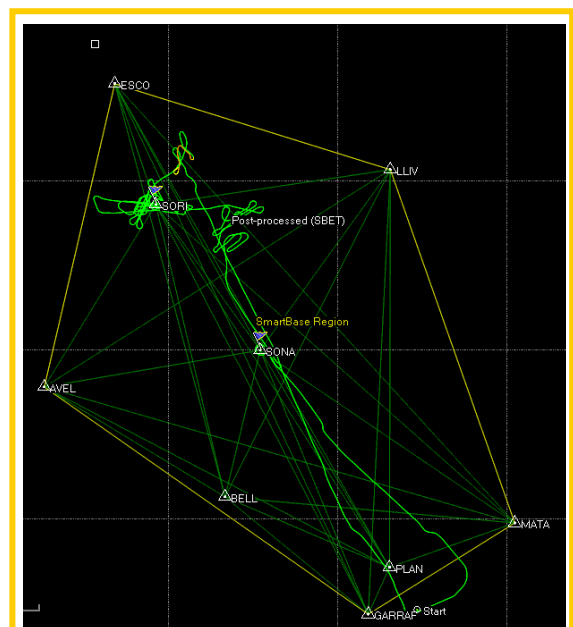 ESCO
LLIV
SORI
Post-processed (SBET)
SmartBase Region
SONA
AVEL
BELL
MATA
PLAN
GARRAF
Start